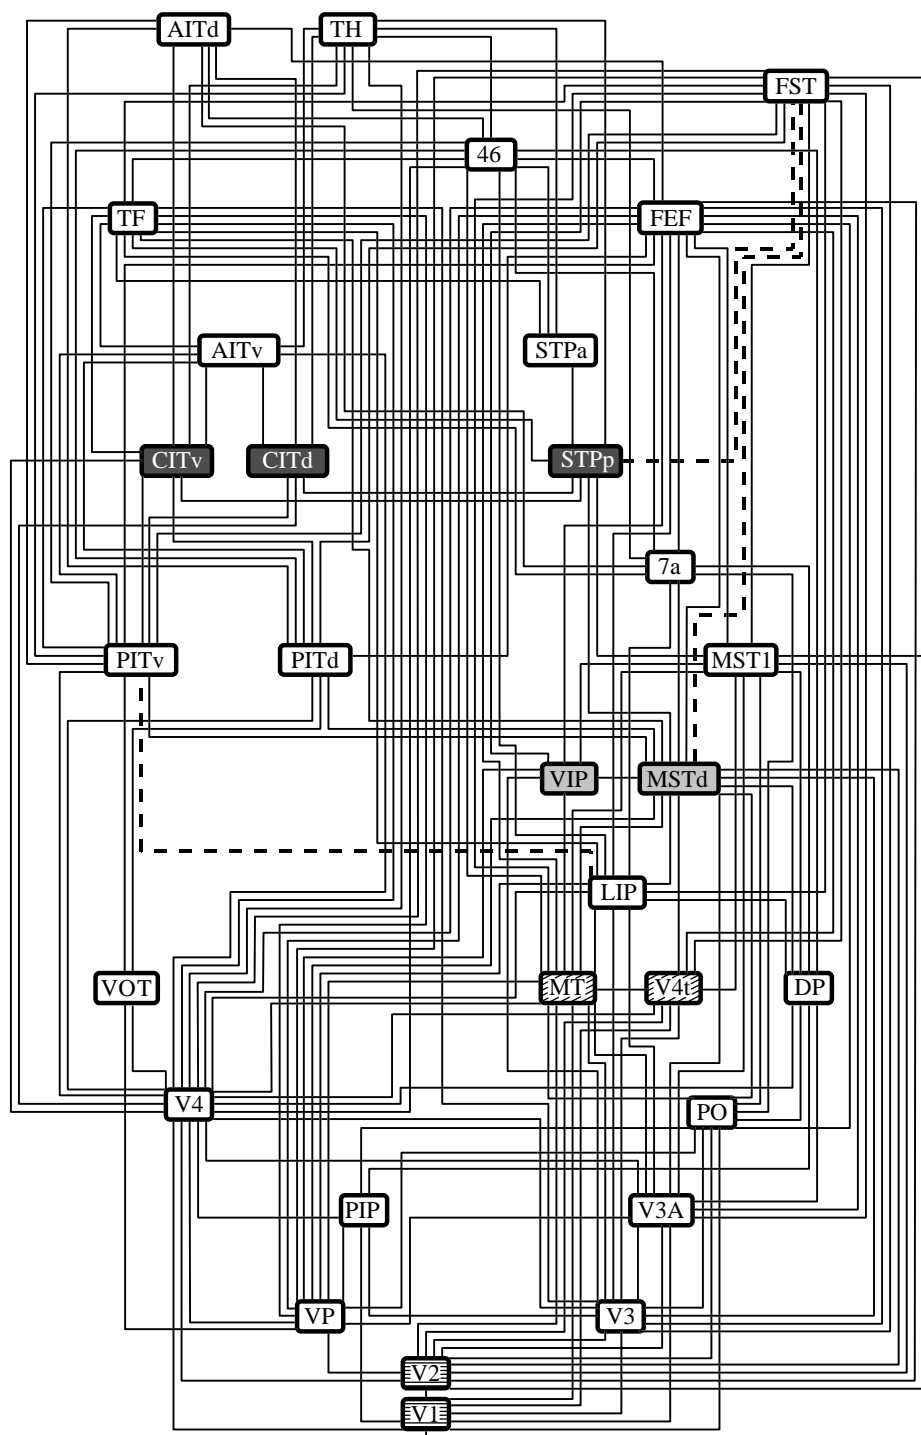 AITd TH
FST
46
TF FEF
AITv STPa
CITv CITd STPp
7a
PITv PITd MST1
VIP MSTd
LIP
VOT MT V4t DP
V4 PO
PIP V3A
VP V3
V2
V1